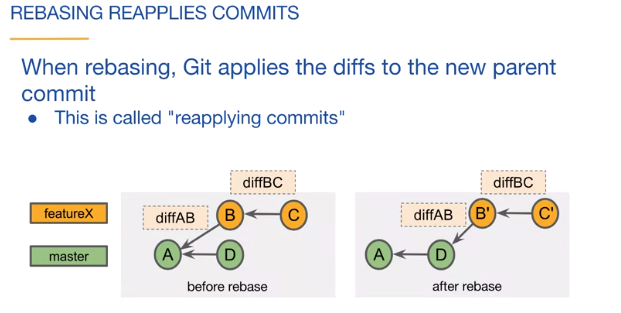 REBASING REAPPLIES COMMITS
When rebasing, Git applies the diffs to the new parent
commit
● This is called "reapplying commits"
diffBC
diffAB
B
C
featureX
A
D
master
before rebase
diffBC
diffAB
B'
C'
A
D
after rebase